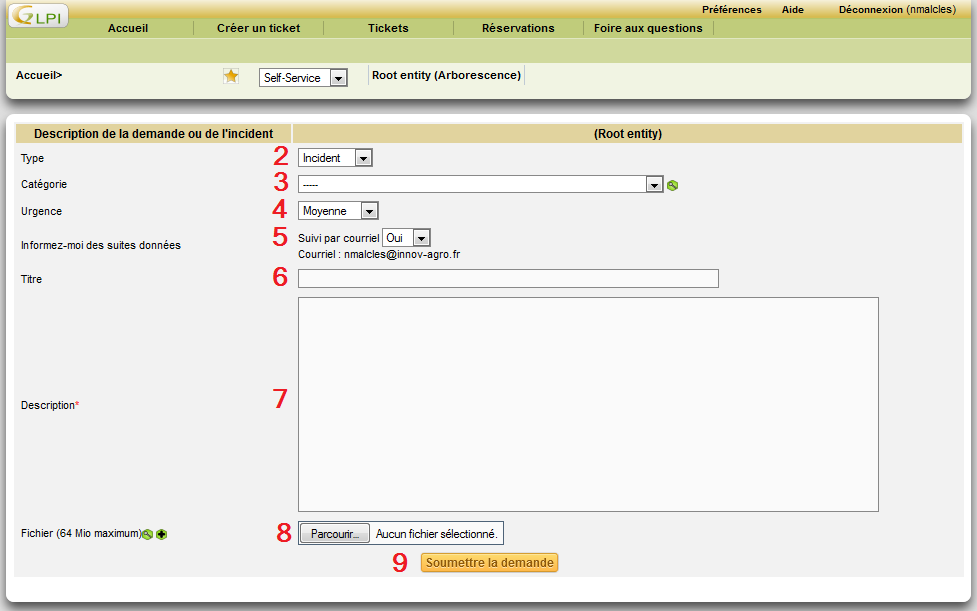 GLPI
Préférences Aide Déconnexion (nmalcles)
Accueil Créer un ticket Tickets Réservations Foire aux questions
Accueil> Self-Service Root entity (Arborescence)
Description de la demande ou de l'incident (Root entity)
Type 2 Incident
Catégorie 3 -----
Urgence 4 Moyenne
Informez-moi des suites données 5 Suivi par courriel Oui
Courriel : nmalcles@innov-agro.fr
Titre 6
Description* 7
Fichier (64 Mio maximum) 8 Parcourir... Aucun fichier sélectionné.
9 Soumettre la demande